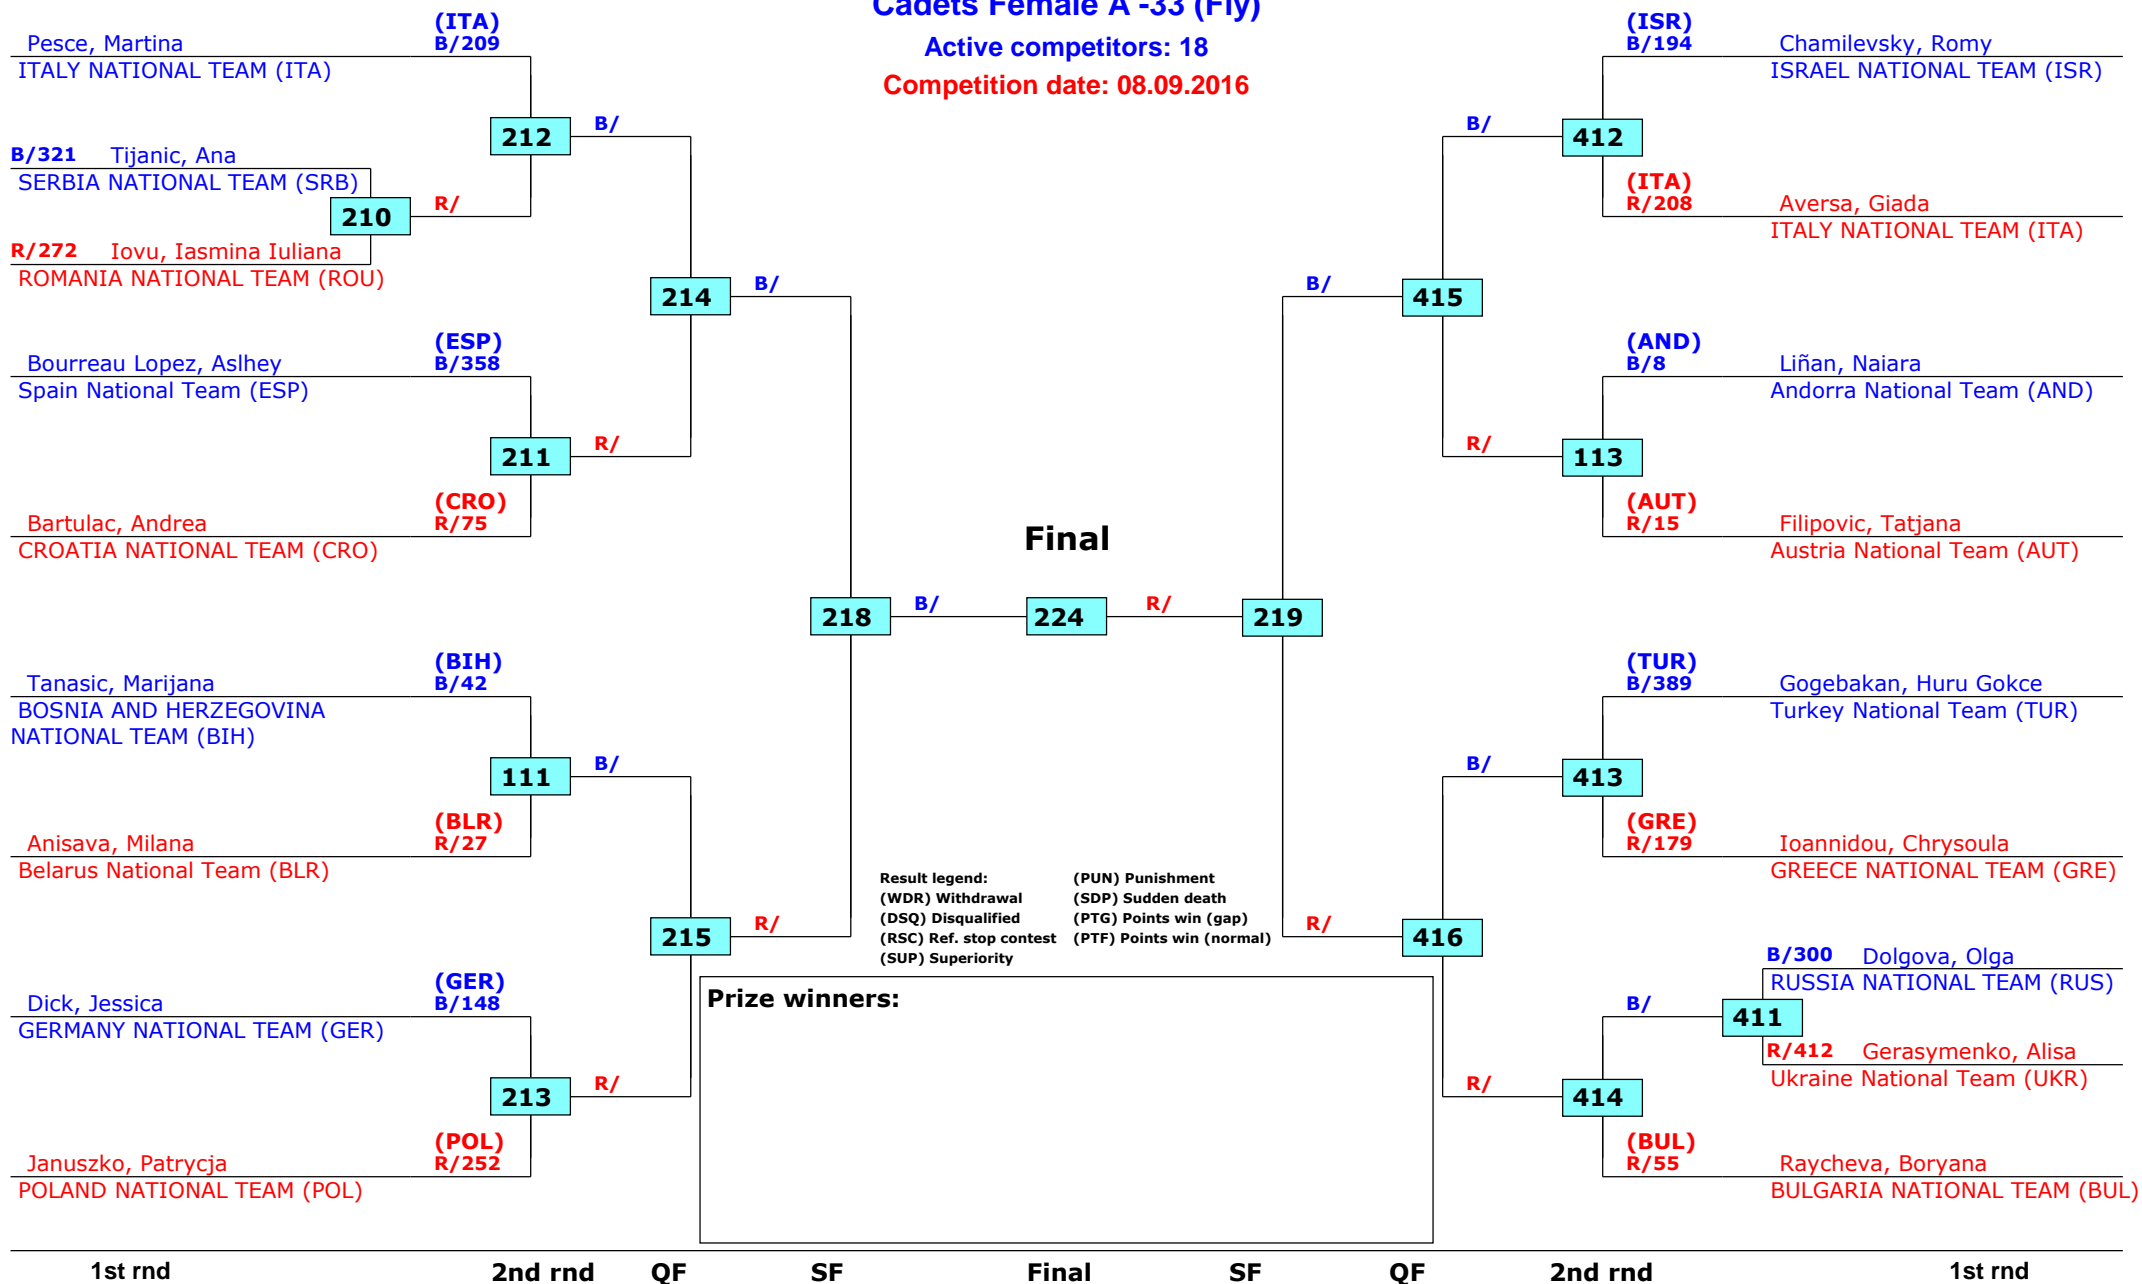 Cadets Female A -33 (Fly)
Active competitors: 18
Competition date: 08.09.2016
(ITA)
Pesce, Martina B/209
ITALY NATIONAL TEAM (ITA)
212
B/
B/321 Tijanic, Ana
SERBIA NATIONAL TEAM (SRB)
210
R/
R/272 Iovu, Iasmina Iuliana
ROMANIA NATIONAL TEAM (ROU)
214
B/
(ESP)
Bourreau Lopez, Aslhey B/358
Spain National Team (ESP)
211
R/
(CRO)
Bartulac, Andrea R/75
CROATIA NATIONAL TEAM (CRO)
218
B/
(BIH)
Tanasic, Marijana B/42
BOSNIA AND HERZEGOVINA
NATIONAL TEAM (BIH)
111
B/
(BLR)
Anisava, Milana R/27
Belarus National Team (BLR)
215
R/
(GER)
Dick, Jessica B/148
GERMANY NATIONAL TEAM (GER)
213
R/
(POL)
Januszko, Patrycja R/252
POLAND NATIONAL TEAM (POL)
Final
224
R/
219
(ISR)
B/194 Chamilevsky, Romy
ISRAEL NATIONAL TEAM (ISR)
B/
412
(ITA)
R/208 Aversa, Giada
ITALY NATIONAL TEAM (ITA)
B/
415
(AND)
B/8 Liñan, Naiara
Andorra National Team (AND)
R/
113
(AUT)
R/15 Filipovic, Tatjana
Austria National Team (AUT)
(TUR)
B/389 Gogebakan, Huru Gokce
Turkey National Team (TUR)
B/
413
(GRE)
R/179 Ioannidou, Chrysoula
GREECE NATIONAL TEAM (GRE)
R/
416
B/300 Dolgova, Olga
RUSSIA NATIONAL TEAM (RUS)
B/
411
R/412 Gerasymenko, Alisa
Ukraine National Team (UKR)
R/
414
(BUL)
R/55 Raycheva, Boryana
BULGARIA NATIONAL TEAM (BUL)
Result legend: (PUN) Punishment
(WDR) Withdrawal (SDP) Sudden death
(DSQ) Disqualified (PTG) Points win (gap)
(RSC) Ref. stop contest (PTF) Points win (normal)
(SUP) Superiority
Prize winners:
1st rnd 2nd rnd QF SF Final SF QF 2nd rnd 1st rnd